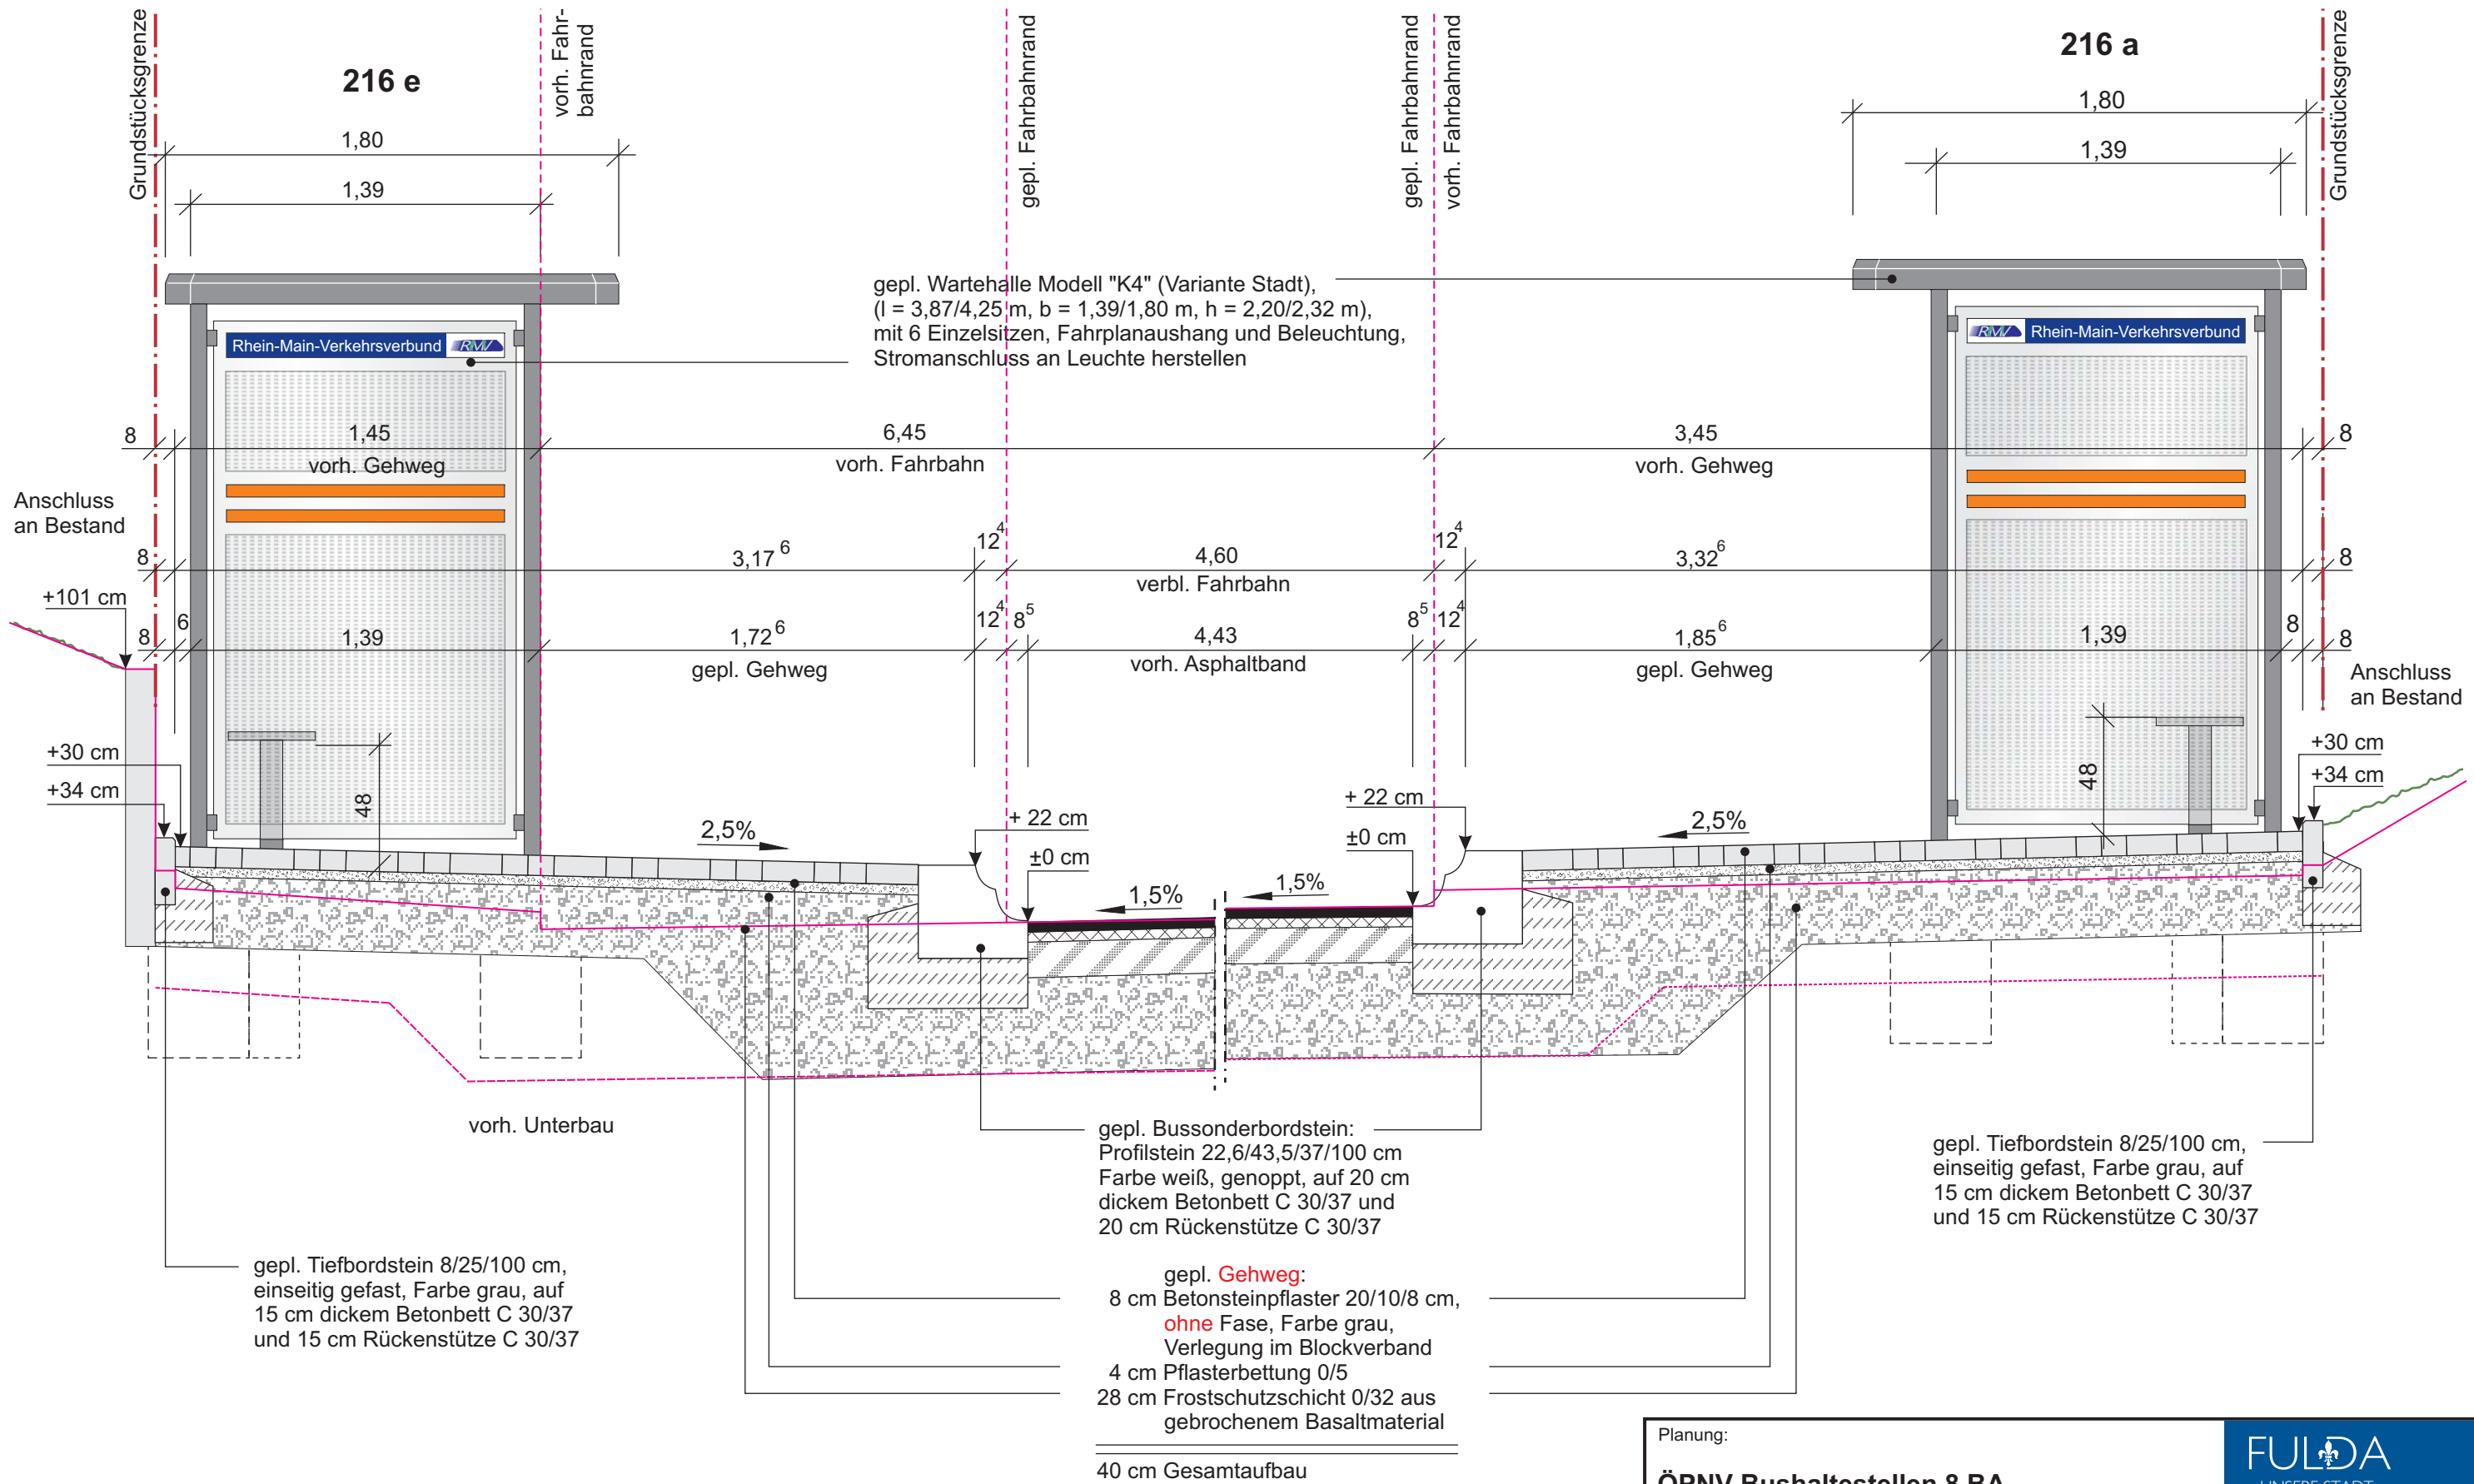 Grundstücksgrenze
216 e
vorh. Fahr-
bahnrand
gepl. Fahrbahnrand
gepl. Fahrbahnrand
vorh. Fahrbahnrand
216 a
Grundstücksgrenze
1,80
1,39
1,80
1,39
gepl. Wartehalle Modell "K4" (Variante Stadt),
(l = 3,87/4,25 m, b = 1,39/1,80 m, h = 2,20/2,32 m),
mit 6 Einzelsitzen, Fahrplanaushang und Beleuchtung,
Stromanschluss an Leuchte herstellen
Rhein-Main-Verkehrsverbund RMV
RMV Rhein-Main-Verkehrsverbund
8 1,45 6,45 3,45 8
vorh. Gehweg vorh. Fahrbahn vorh. Gehweg
Anschluss
an Bestand
8 3,17 6 12 4 4,60 12 4 3,32 6 8
verbl. Fahrbahn
+101 cm
8 6 1,39 1,72 6 12 4 8 5 4,43 8 5 12 4 1,85 6 1,39 8 8
gepl. Gehweg vorh. Asphaltband gepl. Gehweg
Anschluss
an Bestand
+30 cm
+34 cm
48
2,5%
+ 22 cm
±0 cm
1,5%
1,5%
+ 22 cm
±0 cm
2,5%
48
+30 cm
+34 cm
vorh. Unterbau
gepl. Bussonderbordstein:
Profilstein 22,6/43,5/37/100 cm
Farbe weiß, genoppt, auf 20 cm
dickem Betonbett C 30/37 und
20 cm Rückenstütze C 30/37
gepl. Tiefbordstein 8/25/100 cm,
einseitig gefast, Farbe grau, auf
15 cm dickem Betonbett C 30/37
und 15 cm Rückenstütze C 30/37
gepl. Tiefbordstein 8/25/100 cm,
einseitig gefast, Farbe grau, auf
15 cm dickem Betonbett C 30/37
und 15 cm Rückenstütze C 30/37
gepl. Gehweg:
8 cm Betonsteinpflaster 20/10/8 cm,
ohne Fase, Farbe grau,
Verlegung im Blockverband
4 cm Pflasterbettung 0/5
28 cm Frostschutzschicht 0/32 aus
gebrochenem Basaltmaterial
40 cm Gesamtaufbau
Planung:
ÖPNV Bushaltestellen 8.BA
FULDA
UNSERE STADT